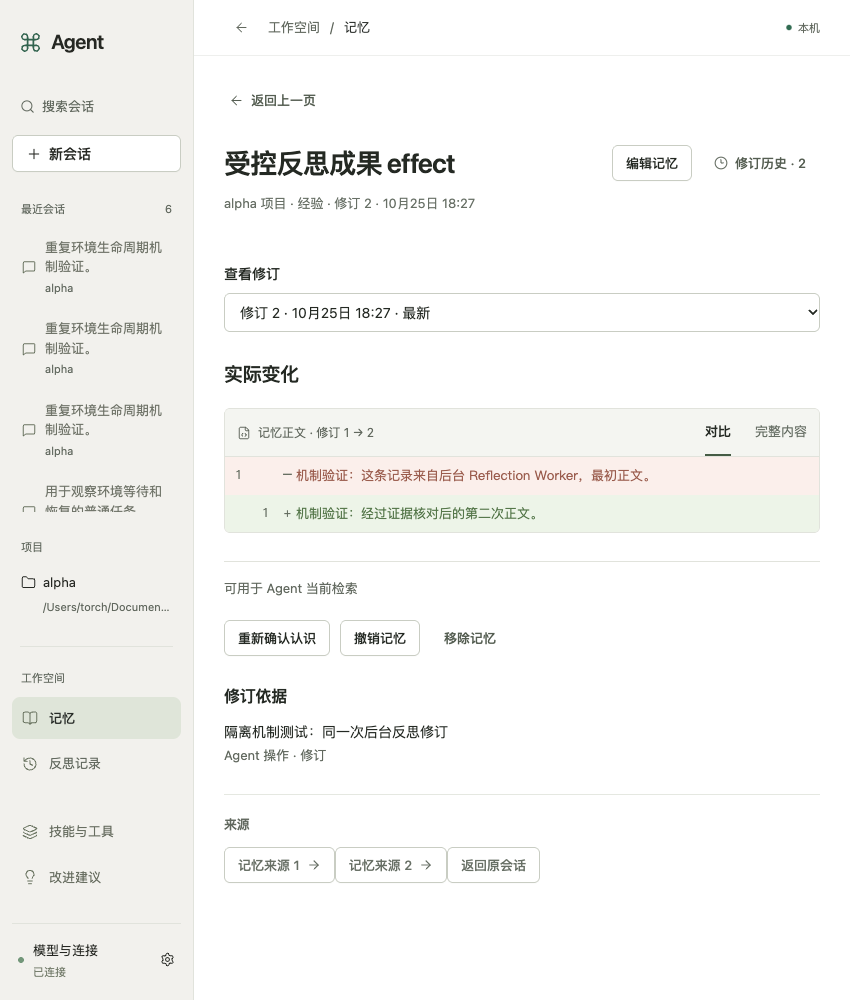 Agent
搜索会话
新会话
最近会话 6
重复环境生命周期机
制验证。
alpha
重复环境生命周期机
制验证。
alpha
重复环境生命周期机
制验证。
alpha
用于观察环境等待和
恢复的普通任务
项目
alpha
/Users/torch/Documen...
工作空间
记忆
反思记录
技能与工具
改进建议
模型与连接
已连接
← 工作空间 / 记忆
本机
← 返回上一页
受控反思成果 effect
编辑记忆
修订历史 · 2
alpha 项目 · 经验 · 修订 2 · 10月25日 18:27
查看修订
修订 2 · 10月25日 18:27 · 最新
实际变化
记忆正文 · 修订 1 → 2
对比 完整内容
1 − 机制验证：这条记录来自后台 Reflection Worker，最初正文。
1 + 机制验证：经过证据核对后的第二次正文。
可用于 Agent 当前检索
重新确认认识 撤销记忆 移除记忆
修订依据
隔离机制测试：同一次后台反思修订
Agent 操作 · 修订
来源
记忆来源 1 → 记忆来源 2 → 返回原会话